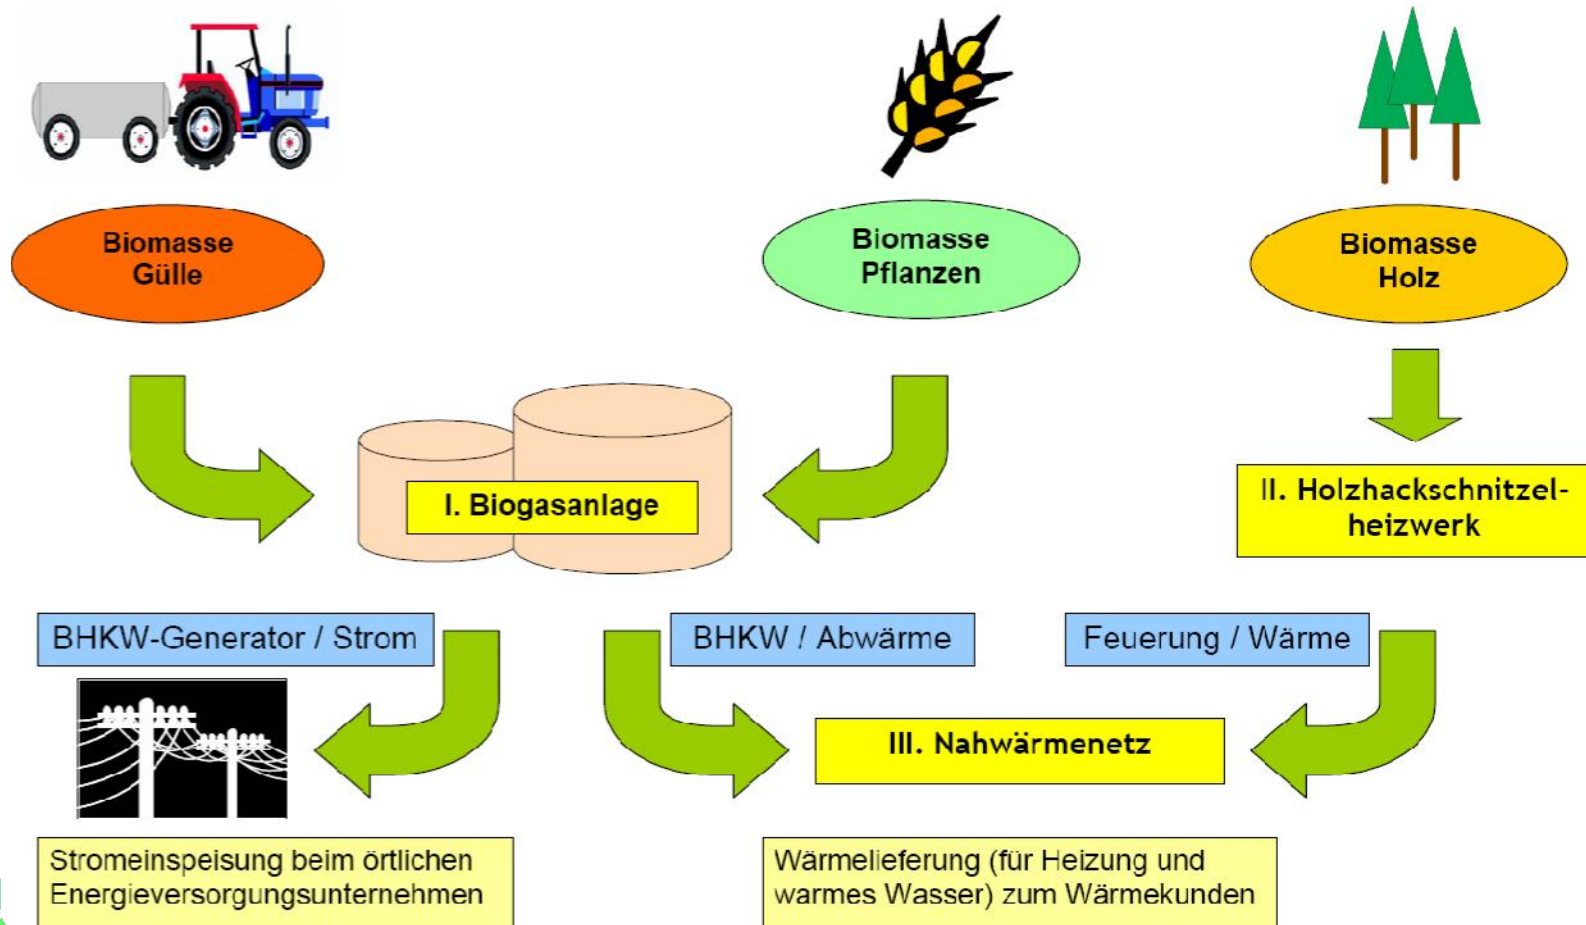 Biomasse
Gülle
Biomasse
Pflanzen
Biomasse
Holz
I. Biogasanlage
II. Holzhackschnitzel-
heizwerk
BHKW-Generator / Strom
BHKW / Abwärme
Feuerung / Wärme
III. Nahwärmenetz
Stromeinspeisung beim örtlichen
Energieversorgungsunternehmen
Wärmelieferung (für Heizung und
warmes Wasser) zum Wärmekunden